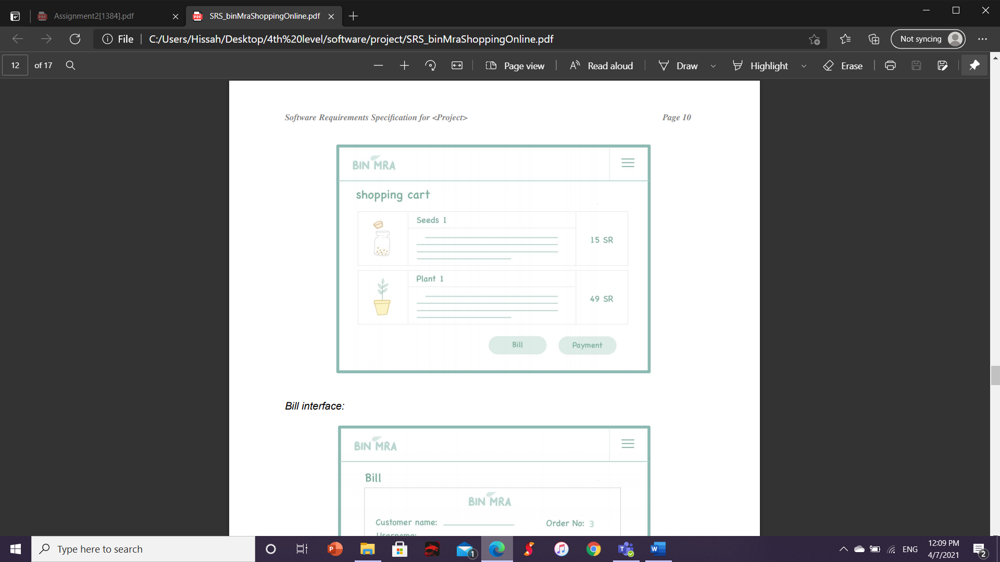 Assignment2[1384].pdf
SRS_binMraShoppingOnline.pdf
File
C:/Users/Hissah/Desktop/4th%20level/software/project/SRS_binMraShoppingOnline.pdf
Not syncing
12 of 17
Page view
Read aloud
Draw
Highlight
Erase
Software Requirements Specification for <Project> Page 10
BIN MRA
shopping cart
Seeds 1
15 SR
Plant 1
49 SR
Bill
Payment
Bill interface:
BIN MRA
Bill
BIN MRA
Customer name:
Order No: 3
Username:
Type here to search
1
ENG
12:09 PM
4/7/2021
2